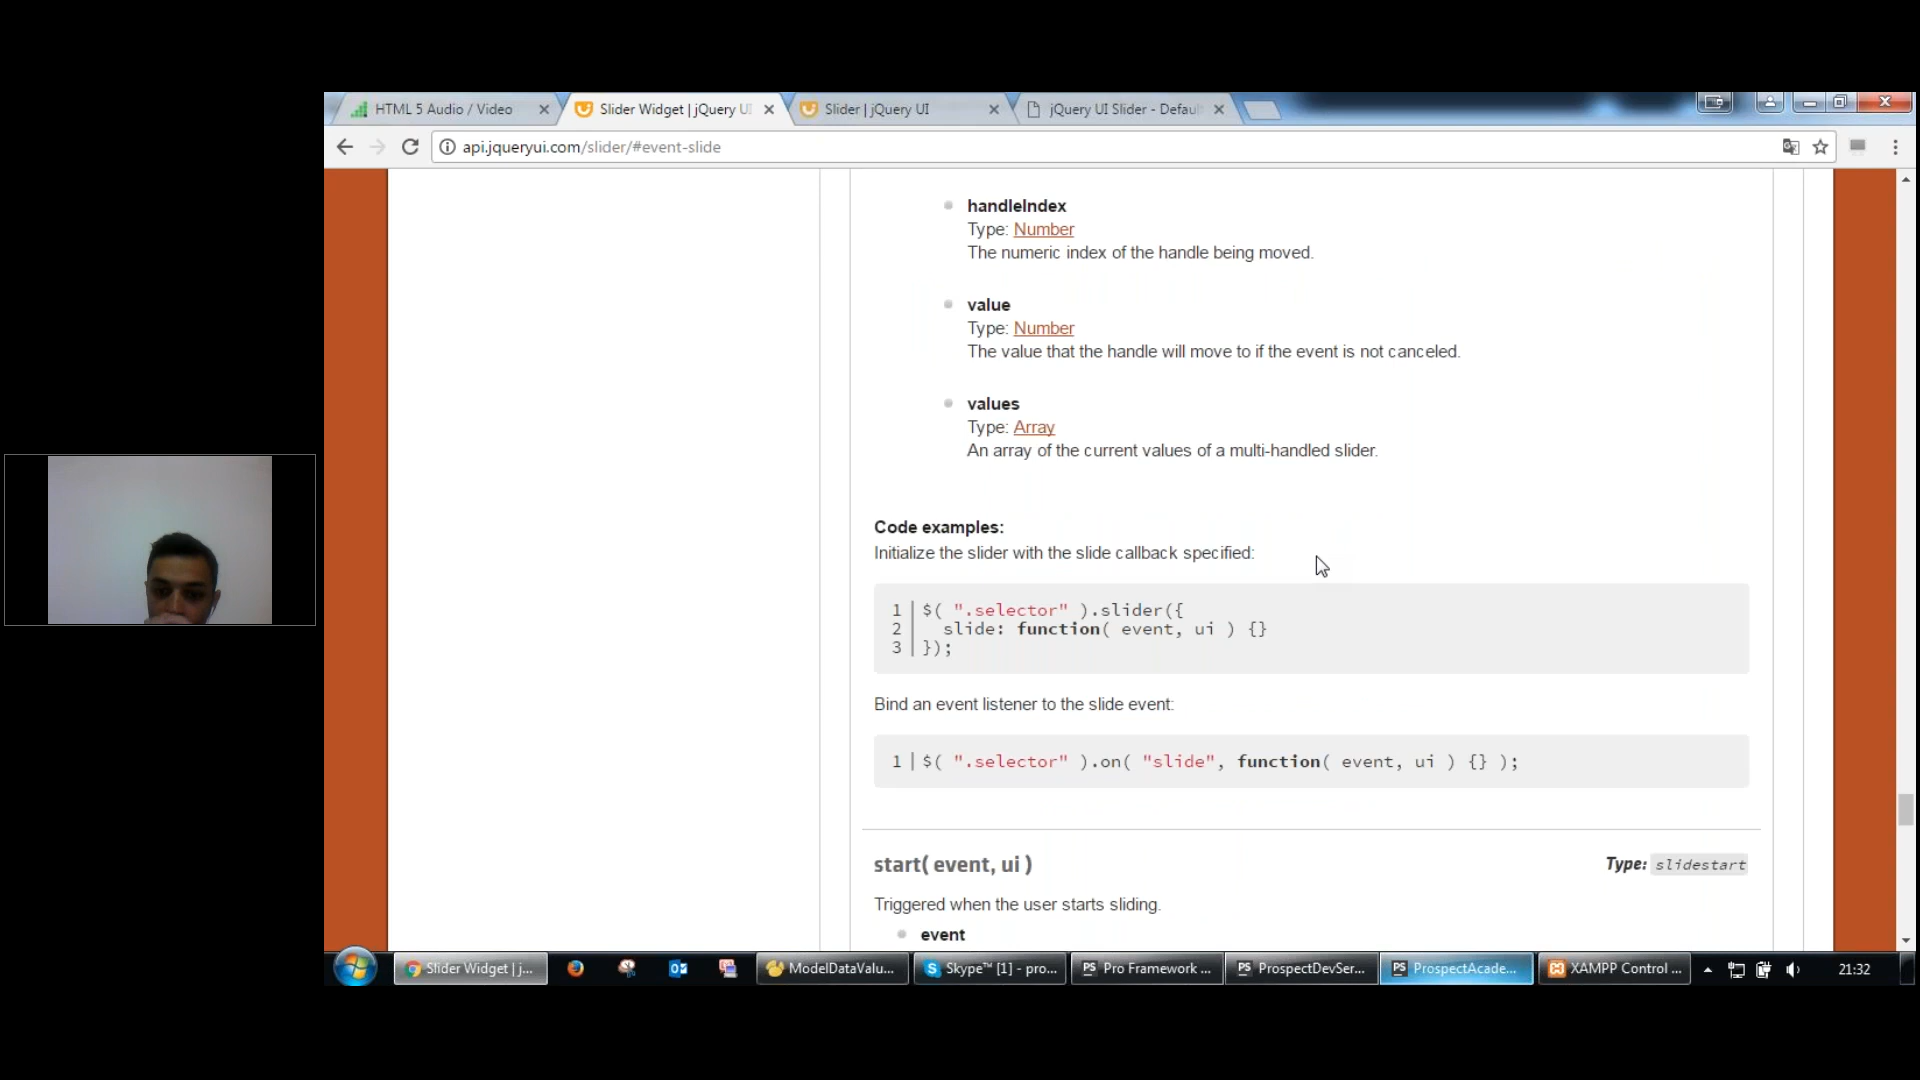 HTML 5 Audio / Video
Slider Widget | jQuery UI
Slider | jQuery UI
jQuery UI Slider - Defaul
api.jqueryui.com/slider/#event-slide
handleIndex
Type: Number
The numeric index of the handle being moved.
value
Type: Number
The value that the handle will move to if the event is not canceled.
values
Type: Array
An array of the current values of a multi-handled slider.
Code examples:
Initialize the slider with the slide callback specified:
1 $( ".selector" ).slider({
2   slide: function( event, ui ) {}
3 });
Bind an event listener to the slide event:
1 $( ".selector" ).on( "slide", function( event, ui ) {} );
start( event, ui )
Type: slidestart
Triggered when the user starts sliding.
event
Slider Widget | j...
ModelDataValu...
Skype™ [1] - pro...
Pro Framework ...
ProspectDevSer...
ProspectAcade...
XAMPP Control ...
21:32